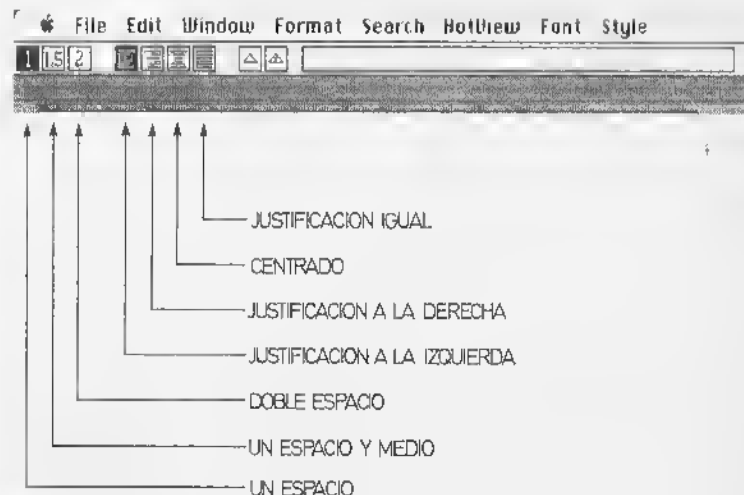 File Edit Window Format Search HotView Font Style
1 1.5 2
JUSTIFICACION IGUAL
CENTRADO
JUSTIFICACION A LA DERECHA
JUSTIFICACION A LA IZQUIERDA
DOBLE ESPACIO
UN ESPACIO Y MEDIO
UN ESPACIO